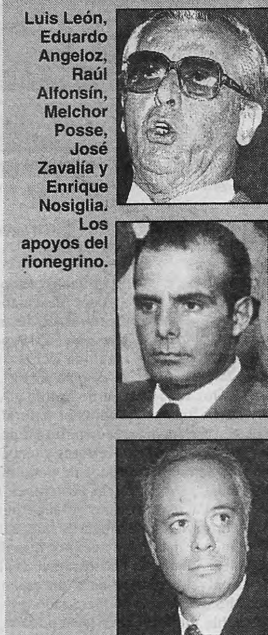 Luis León,
Eduardo
Angeloz,
Raúl
Alfonsín,
Melchor
Posse,
José
Zavalía y
Enrique
Nosiglia.
Los
apoyos del
rionegrino.